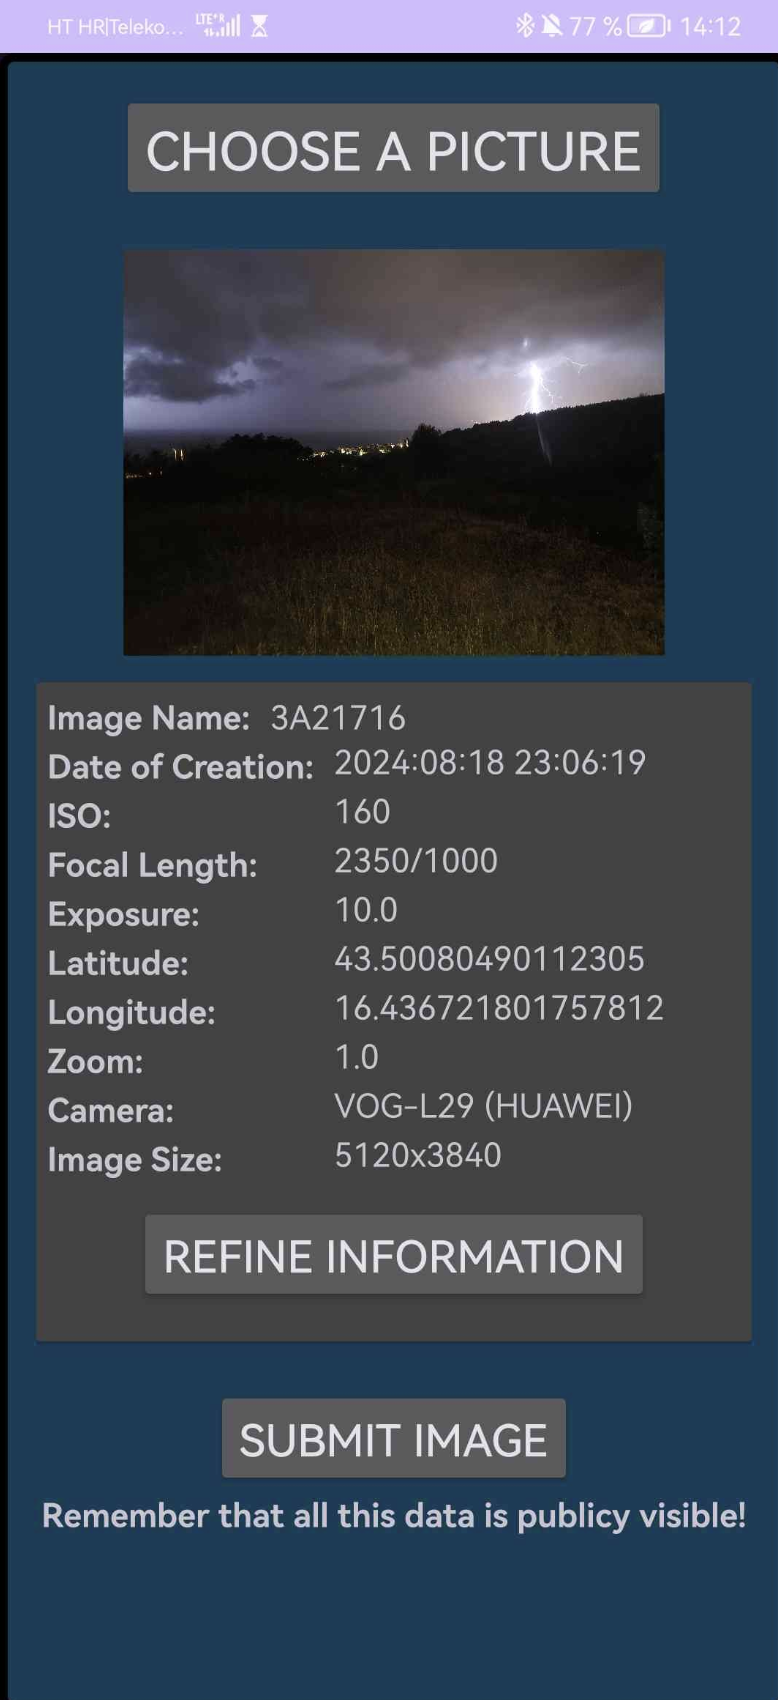 HT HR|Teleko... LTE+R 77 % 14:12
CHOOSE A PICTURE
Image Name: 3A21716
Date of Creation: 2024:08:18 23:06:19
ISO: 160
Focal Length: 2350/1000
Exposure: 10.0
Latitude: 43.50080490112305
Longitude: 16.436721801757812
Zoom: 1.0
Camera: VOG-L29 (HUAWEI)
Image Size: 5120x3840
REFINE INFORMATION
SUBMIT IMAGE
Remember that all this data is publicy visible!